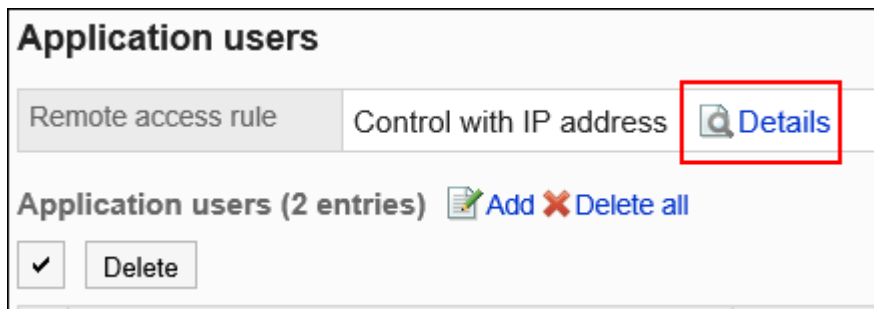 Application users
Remote access rule Control with IP address Details
Application users (2 entries) Add Delete all
Delete